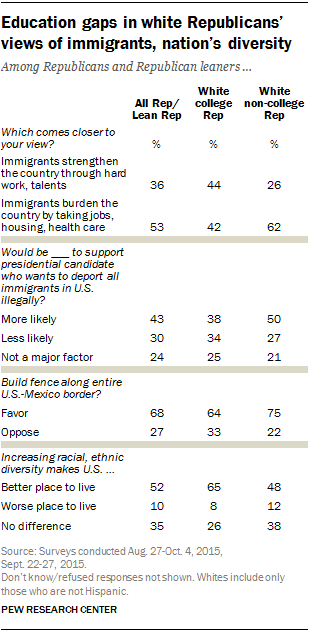 Education gaps in white Republicans'
views of immigrants, nation's diversity
Among Republicans and Republican leaners ...
All Rep/ Lean Rep White college Rep White non-college Rep
Which comes closer to
your view? % % %
Immigrants strengthen
the country through hard
work, talents 36 44 26
Immigrants burden the
country by taking jobs,
housing, health care 53 42 62
Would be ___ to support
presidential candidate
who wants to deport all
immigrants in U.S.
illegally?
More likely 43 38 50
Less likely 30 34 27
Not a major factor 24 25 21
Build fence along entire
U.S.-Mexico border?
Favor 68 64 75
Oppose 27 33 22
Increasing racial, ethnic
diversity makes U.S. ...
Better place to live 52 65 48
Worse place to live 10 8 12
No difference 35 26 38
Source: Surveys conducted Aug. 27-Oct. 4, 2015,
Sept. 22-27, 2015.
Don't know/refused responses not shown. Whites include only
those who are not Hispanic.
PEW RESEARCH CENTER